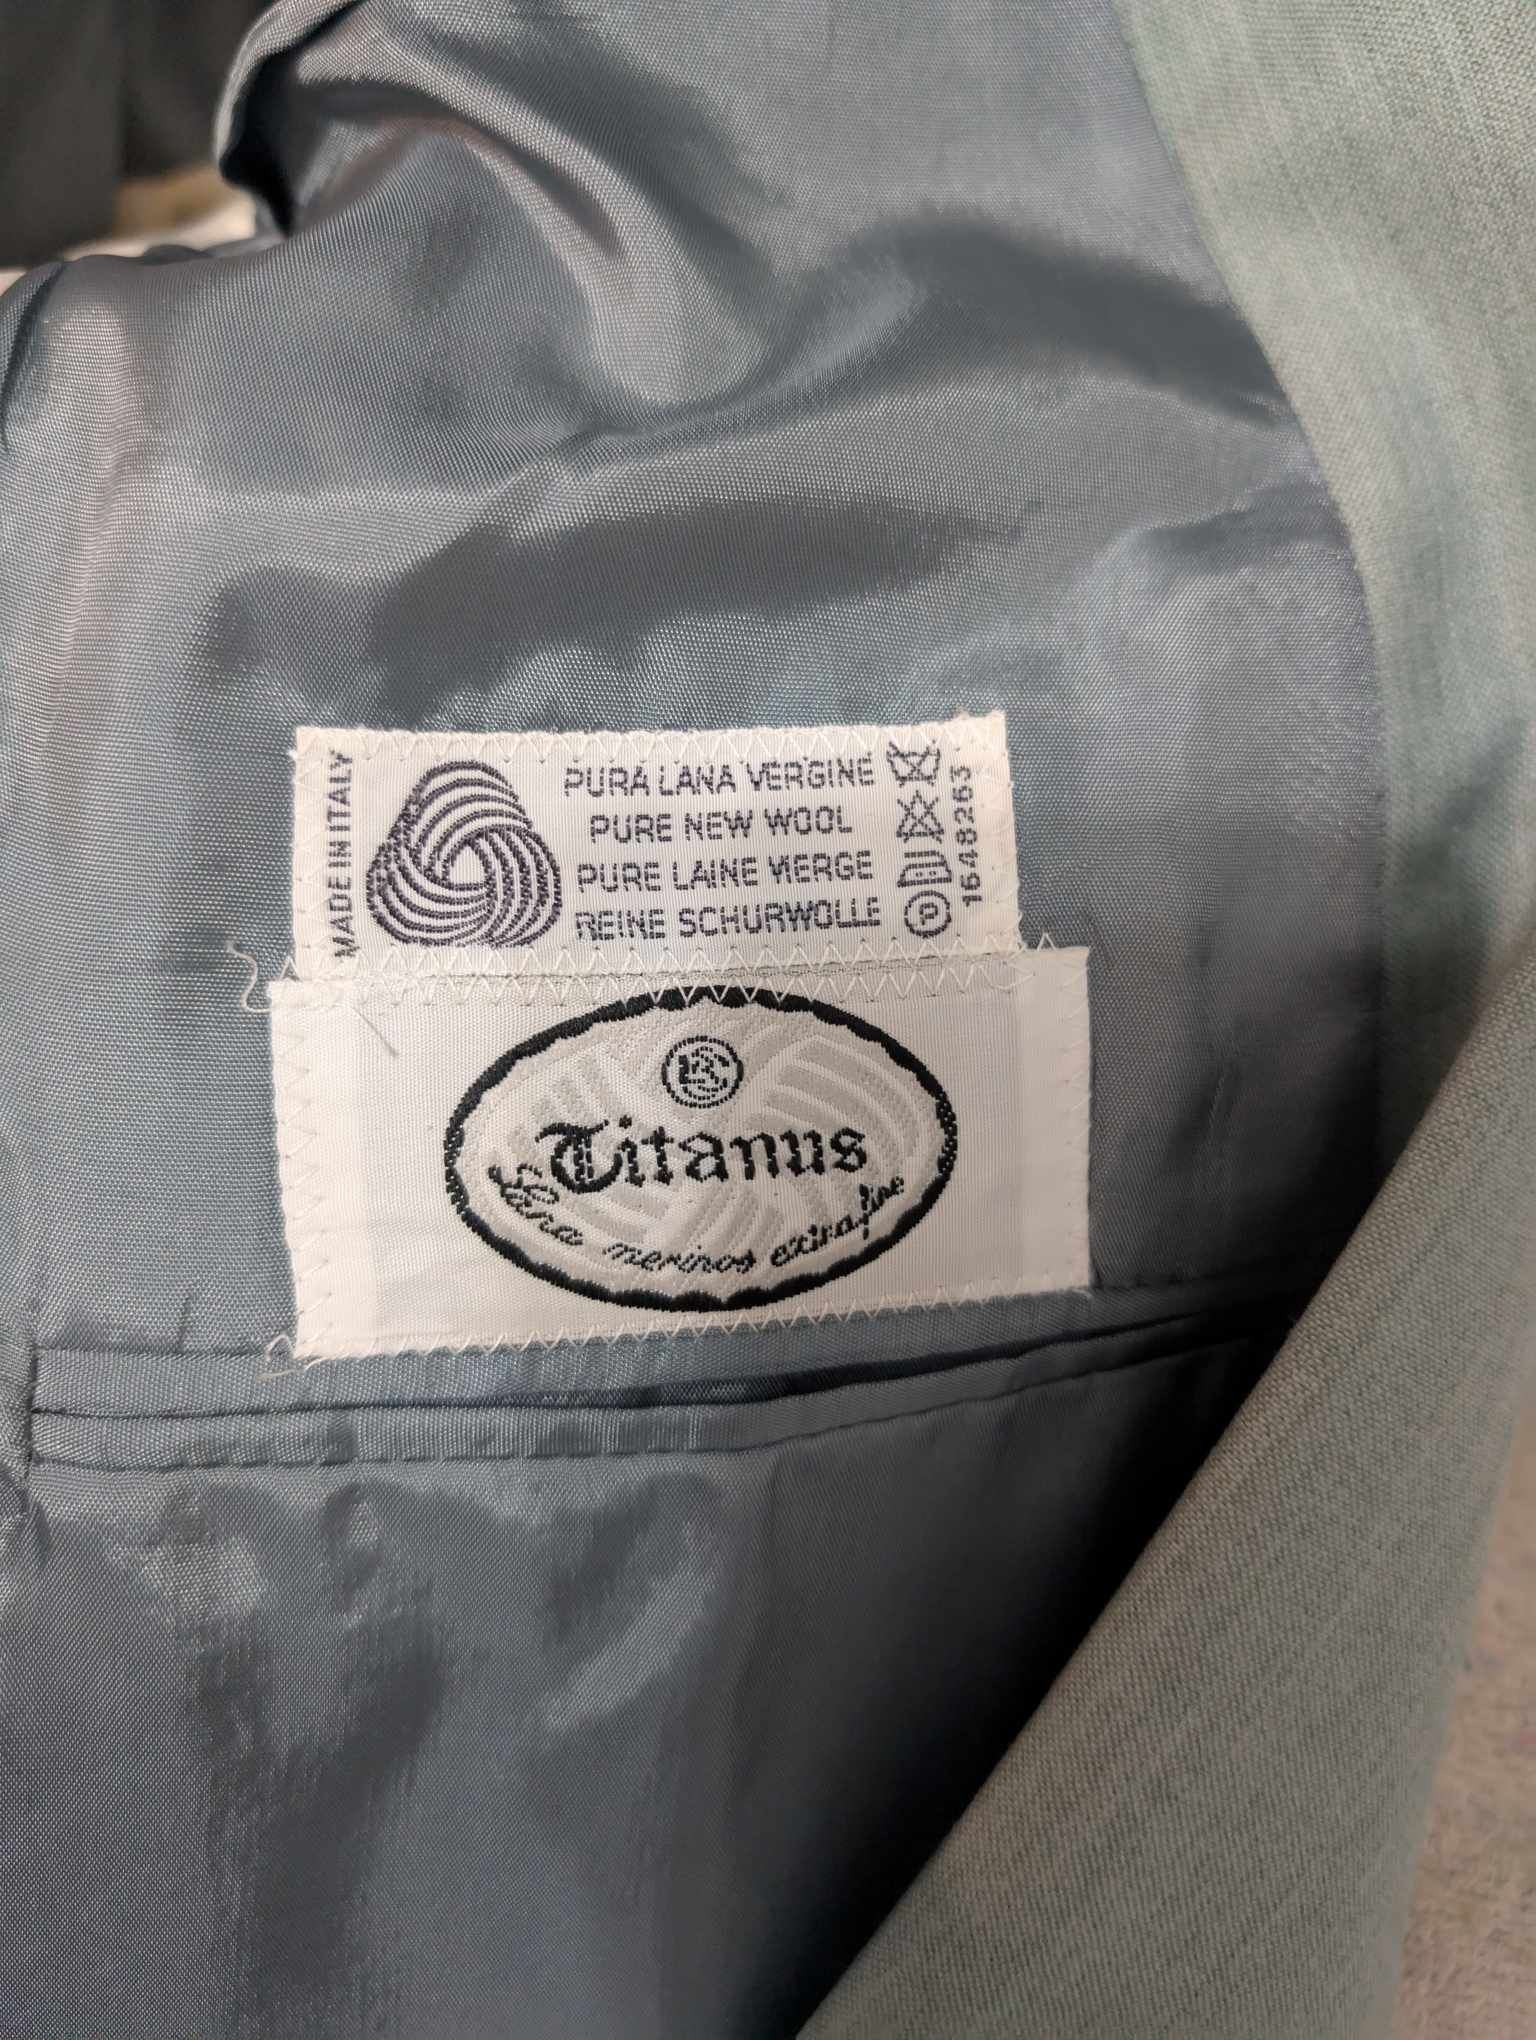 MADE IN ITALY
PURA LANA VERGINE
PURE NEW WOOL
PURE LAINE VIERGE
REINE SCHURWOLLE
P
1648263
Titanus
Lana merinos extrafine